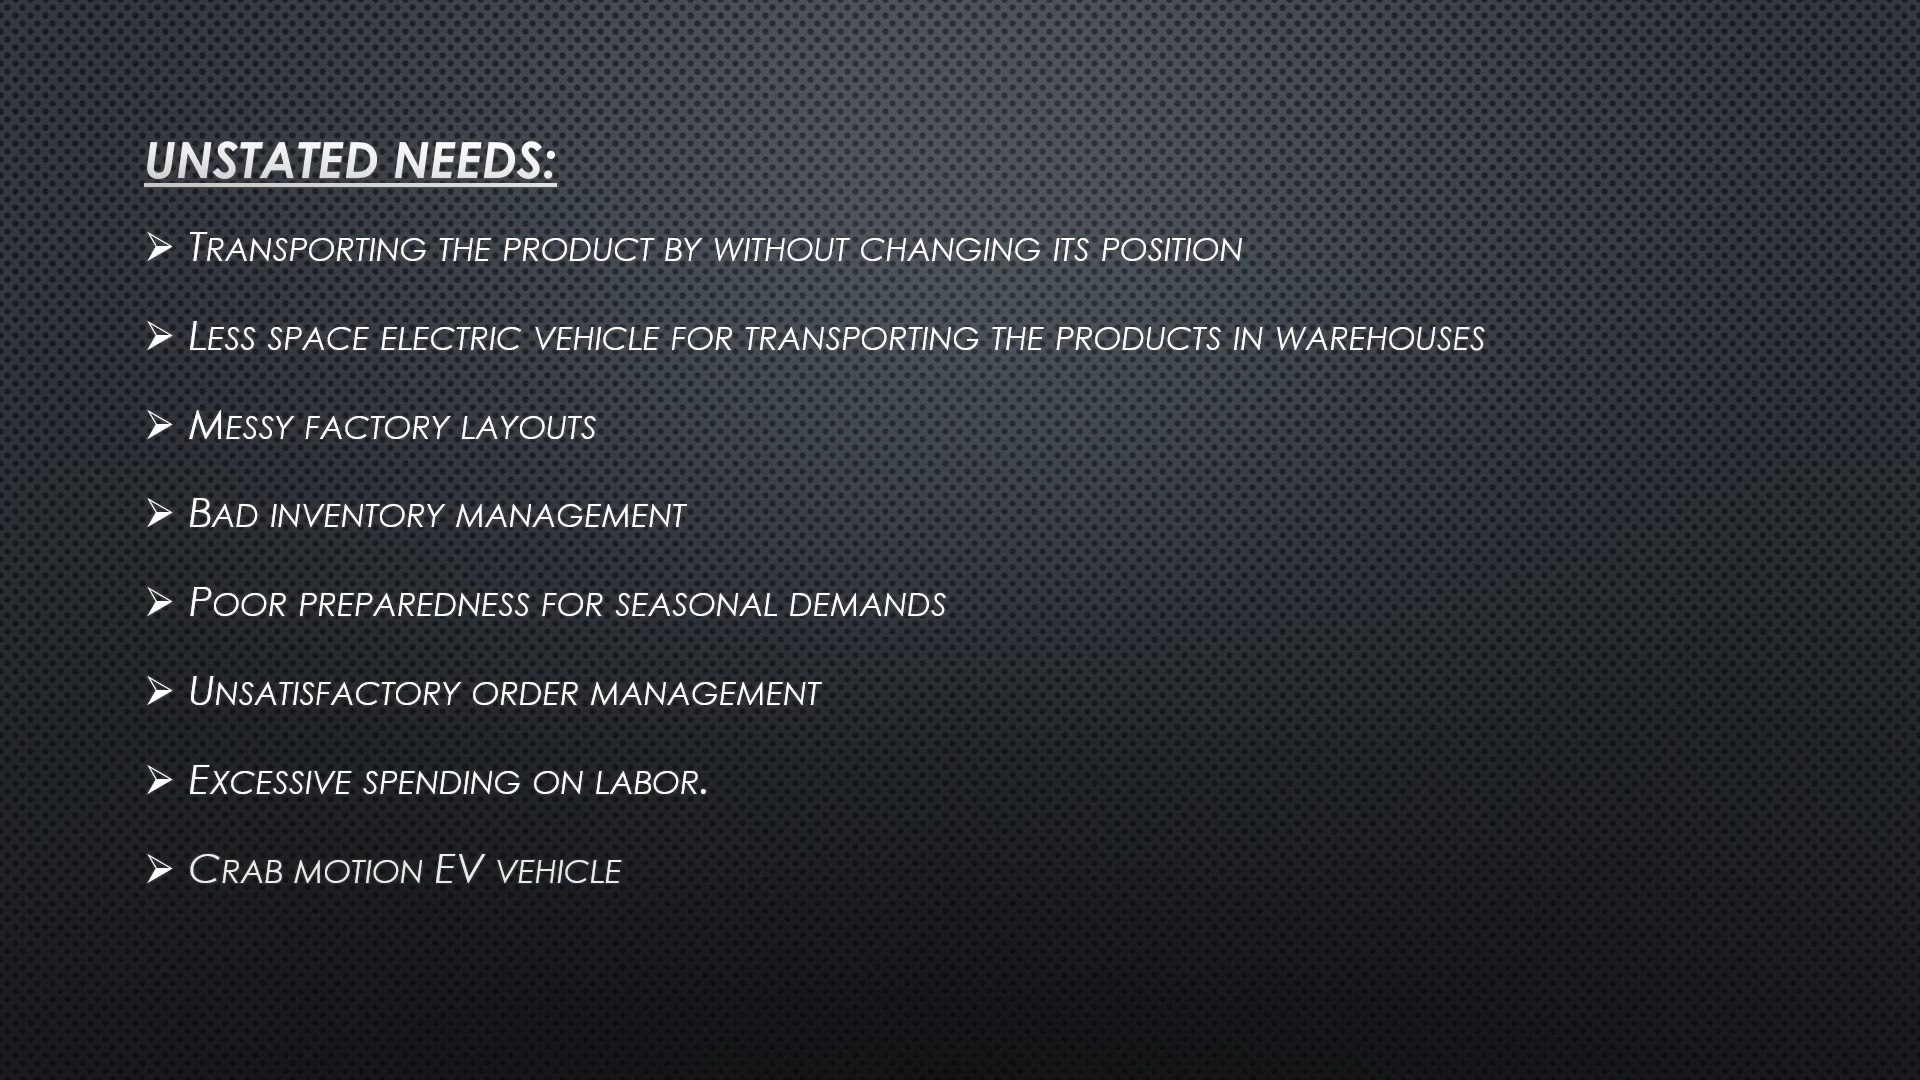 UNSTATED NEEDS:
➢ Transporting the product by without changing its position
➢ Less space electric vehicle for transporting the products in warehouses
➢ Messy factory layouts
➢ Bad inventory management
➢ Poor preparedness for seasonal demands
➢ Unsatisfactory order management
➢ Excessive spending on labor.
➢ Crab motion EV vehicle